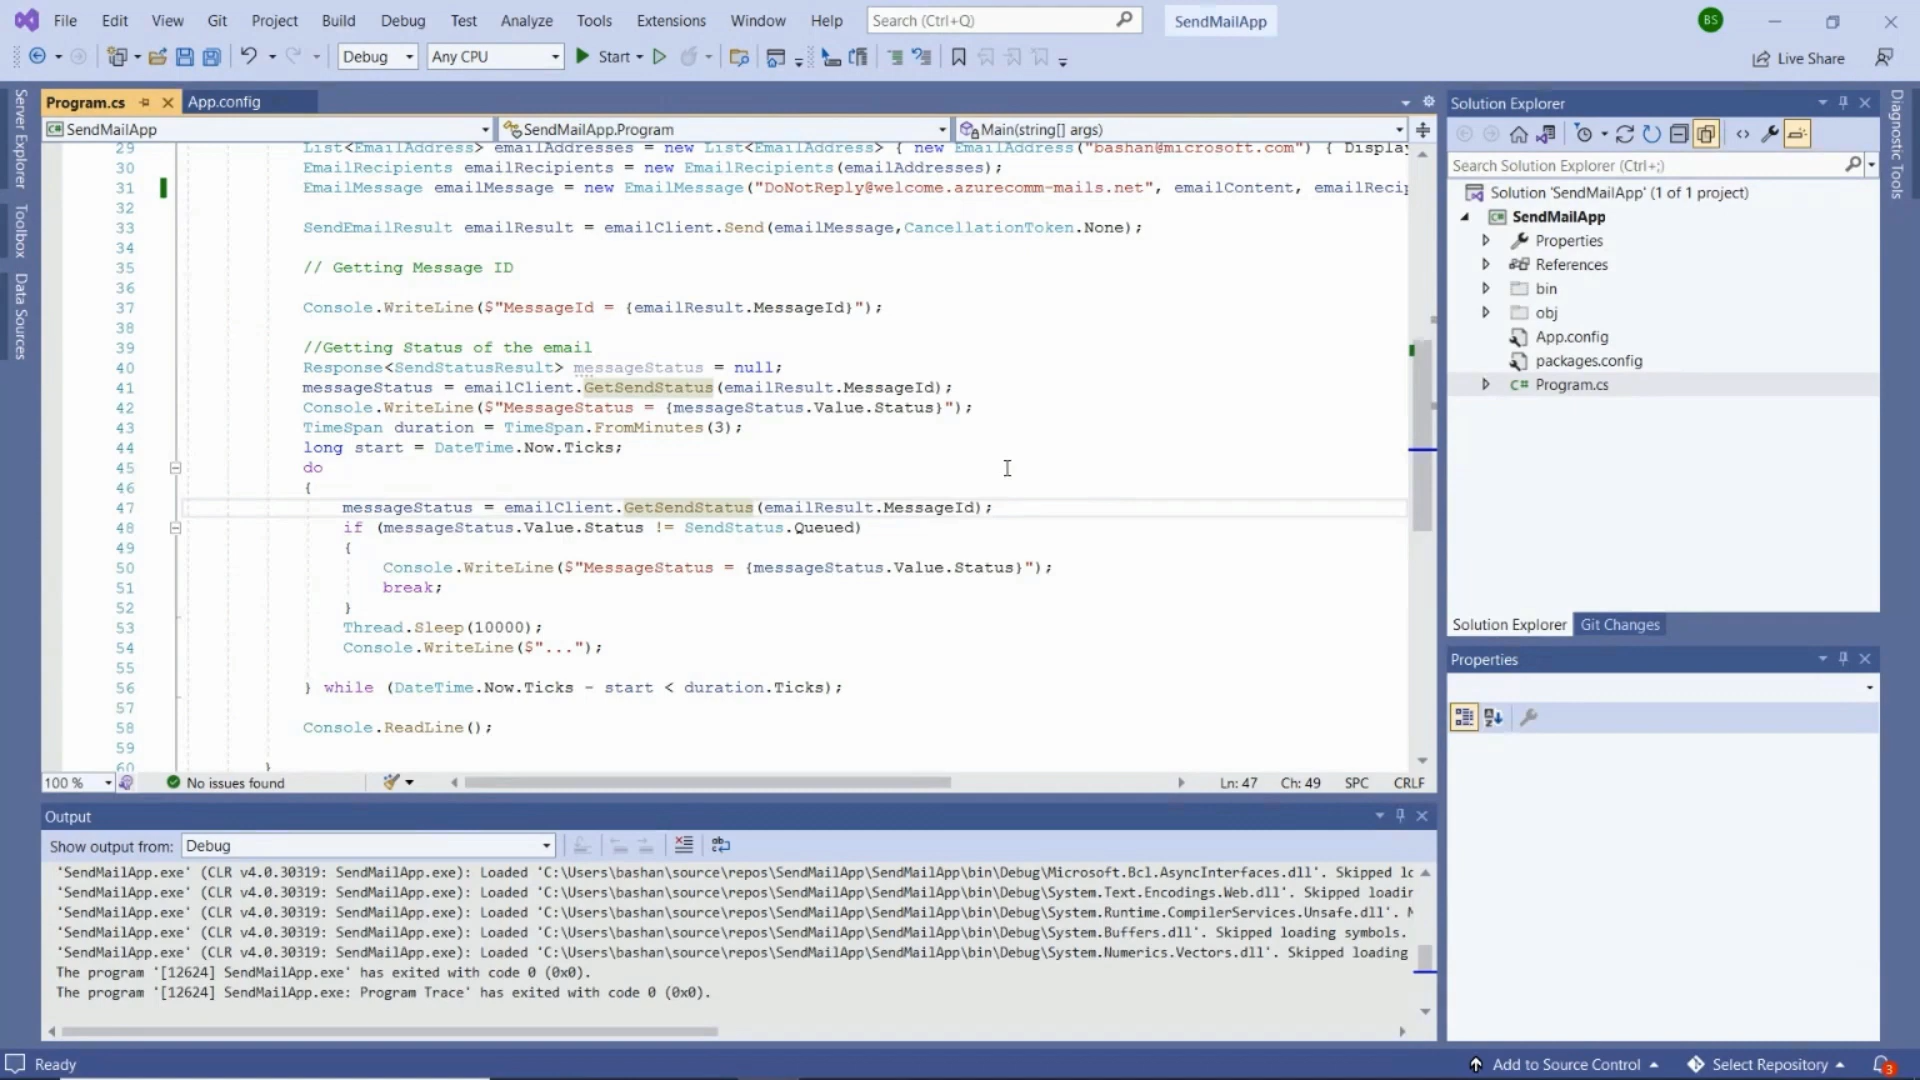 File Edit View Git Project Build Debug Test Analyze Tools Extensions Window Help Search (Ctrl+Q) SendMailApp BS
Debug Any CPU Start Live Share
Server Explorer
Toolbox
Data Sources
Program.cs App.config
SendMailApp SendMailApp.Program Main(string[] args)
29 List<EmailAddress> emailAddresses = new List<EmailAddress> { new EmailAddress("bashan@microsoft.com") { Display
30 EmailRecipients emailRecipients = new EmailRecipients(emailAddresses);
31 EmailMessage emailMessage = new EmailMessage("DoNotReply@welcome.azurecomm-mails.net", emailContent, emailRecip
32
33 SendEmailResult emailResult = emailClient.Send(emailMessage,CancellationToken.None);
34
35 // Getting Message ID
36
37 Console.WriteLine($"MessageId = {emailResult.MessageId}");
38
39 //Getting Status of the email
40 Response<SendStatusResult> messageStatus = null;
41 messageStatus = emailClient.GetSendStatus(emailResult.MessageId);
42 Console.WriteLine($"MessageStatus = {messageStatus.Value.Status}");
43 TimeSpan duration = TimeSpan.FromMinutes(3);
44 long start = DateTime.Now.Ticks;
45 do
46 {
47 messageStatus = emailClient.GetSendStatus(emailResult.MessageId);
48 if (messageStatus.Value.Status != SendStatus.Queued)
49 {
50 Console.WriteLine($"MessageStatus = {messageStatus.Value.Status}");
51 break;
52 }
53 Thread.Sleep(10000);
54 Console.WriteLine($"...");
55
56 } while (DateTime.Now.Ticks - start < duration.Ticks);
57
58 Console.ReadLine();
59
60 }
100 % No issues found Ln: 47 Ch: 49 SPC CRLF
Output
Show output from: Debug
'SendMailApp.exe' (CLR v4.0.30319: SendMailApp.exe): Loaded 'C:\Users\bashan\source\repos\SendMailApp\SendMailApp\bin\Debug\Microsoft.Bcl.AsyncInterfaces.dll'. Skipped lo
'SendMailApp.exe' (CLR v4.0.30319: SendMailApp.exe): Loaded 'C:\Users\bashan\source\repos\SendMailApp\SendMailApp\bin\Debug\System.Text.Encodings.Web.dll'. Skipped loadin
'SendMailApp.exe' (CLR v4.0.30319: SendMailApp.exe): Loaded 'C:\Users\bashan\source\repos\SendMailApp\SendMailApp\bin\Debug\System.Runtime.CompilerServices.Unsafe.dll'.
'SendMailApp.exe' (CLR v4.0.30319: SendMailApp.exe): Loaded 'C:\Users\bashan\source\repos\SendMailApp\SendMailApp\bin\Debug\System.Buffers.dll'. Skipped loading symbols.
'SendMailApp.exe' (CLR v4.0.30319: SendMailApp.exe): Loaded 'C:\Users\bashan\source\repos\SendMailApp\SendMailApp\bin\Debug\System.Numerics.Vectors.dll'. Skipped loading
The program '[12624] SendMailApp.exe' has exited with code 0 (0x0).
The program '[12624] SendMailApp.exe: Program Trace' has exited with code 0 (0x0).
Solution Explorer
Search Solution Explorer (Ctrl+;)
Solution 'SendMailApp' (1 of 1 project)
SendMailApp
Properties
References
bin
obj
App.config
packages.config
C# Program.cs
Solution Explorer Git Changes
Properties
Diagnostic Tools
Ready Add to Source Control Select Repository 3